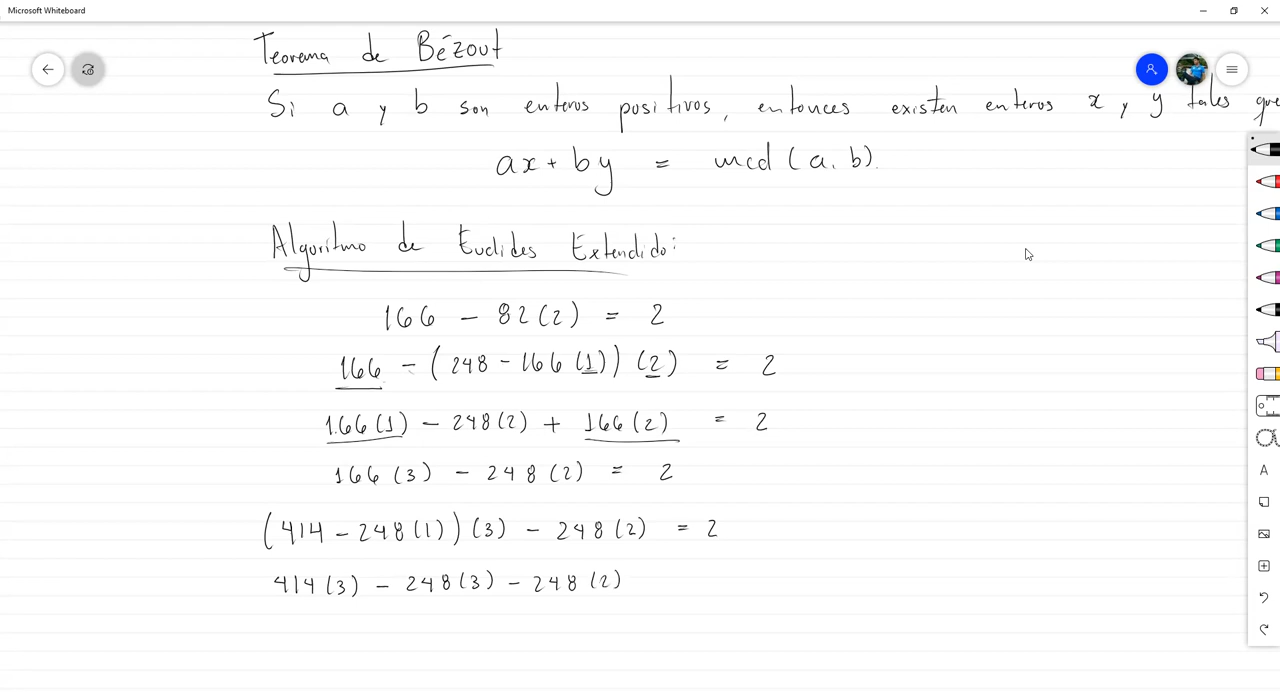 Microsoft Whiteboard
Teorema de Bézout
Si a y b son enteros positivos, entonces existen enteros x, y tales que
ax + by = mcd (a, b).
Algoritmo de Euclides Extendido:
166 - 82(2) = 2
166 - (248 - 166(1))(2) = 2
166(1) - 248(2) + 166(2) = 2
166(3) - 248(2) = 2
(414 - 248(1))(3) - 248(2) = 2
414(3) - 248(3) - 248(2)